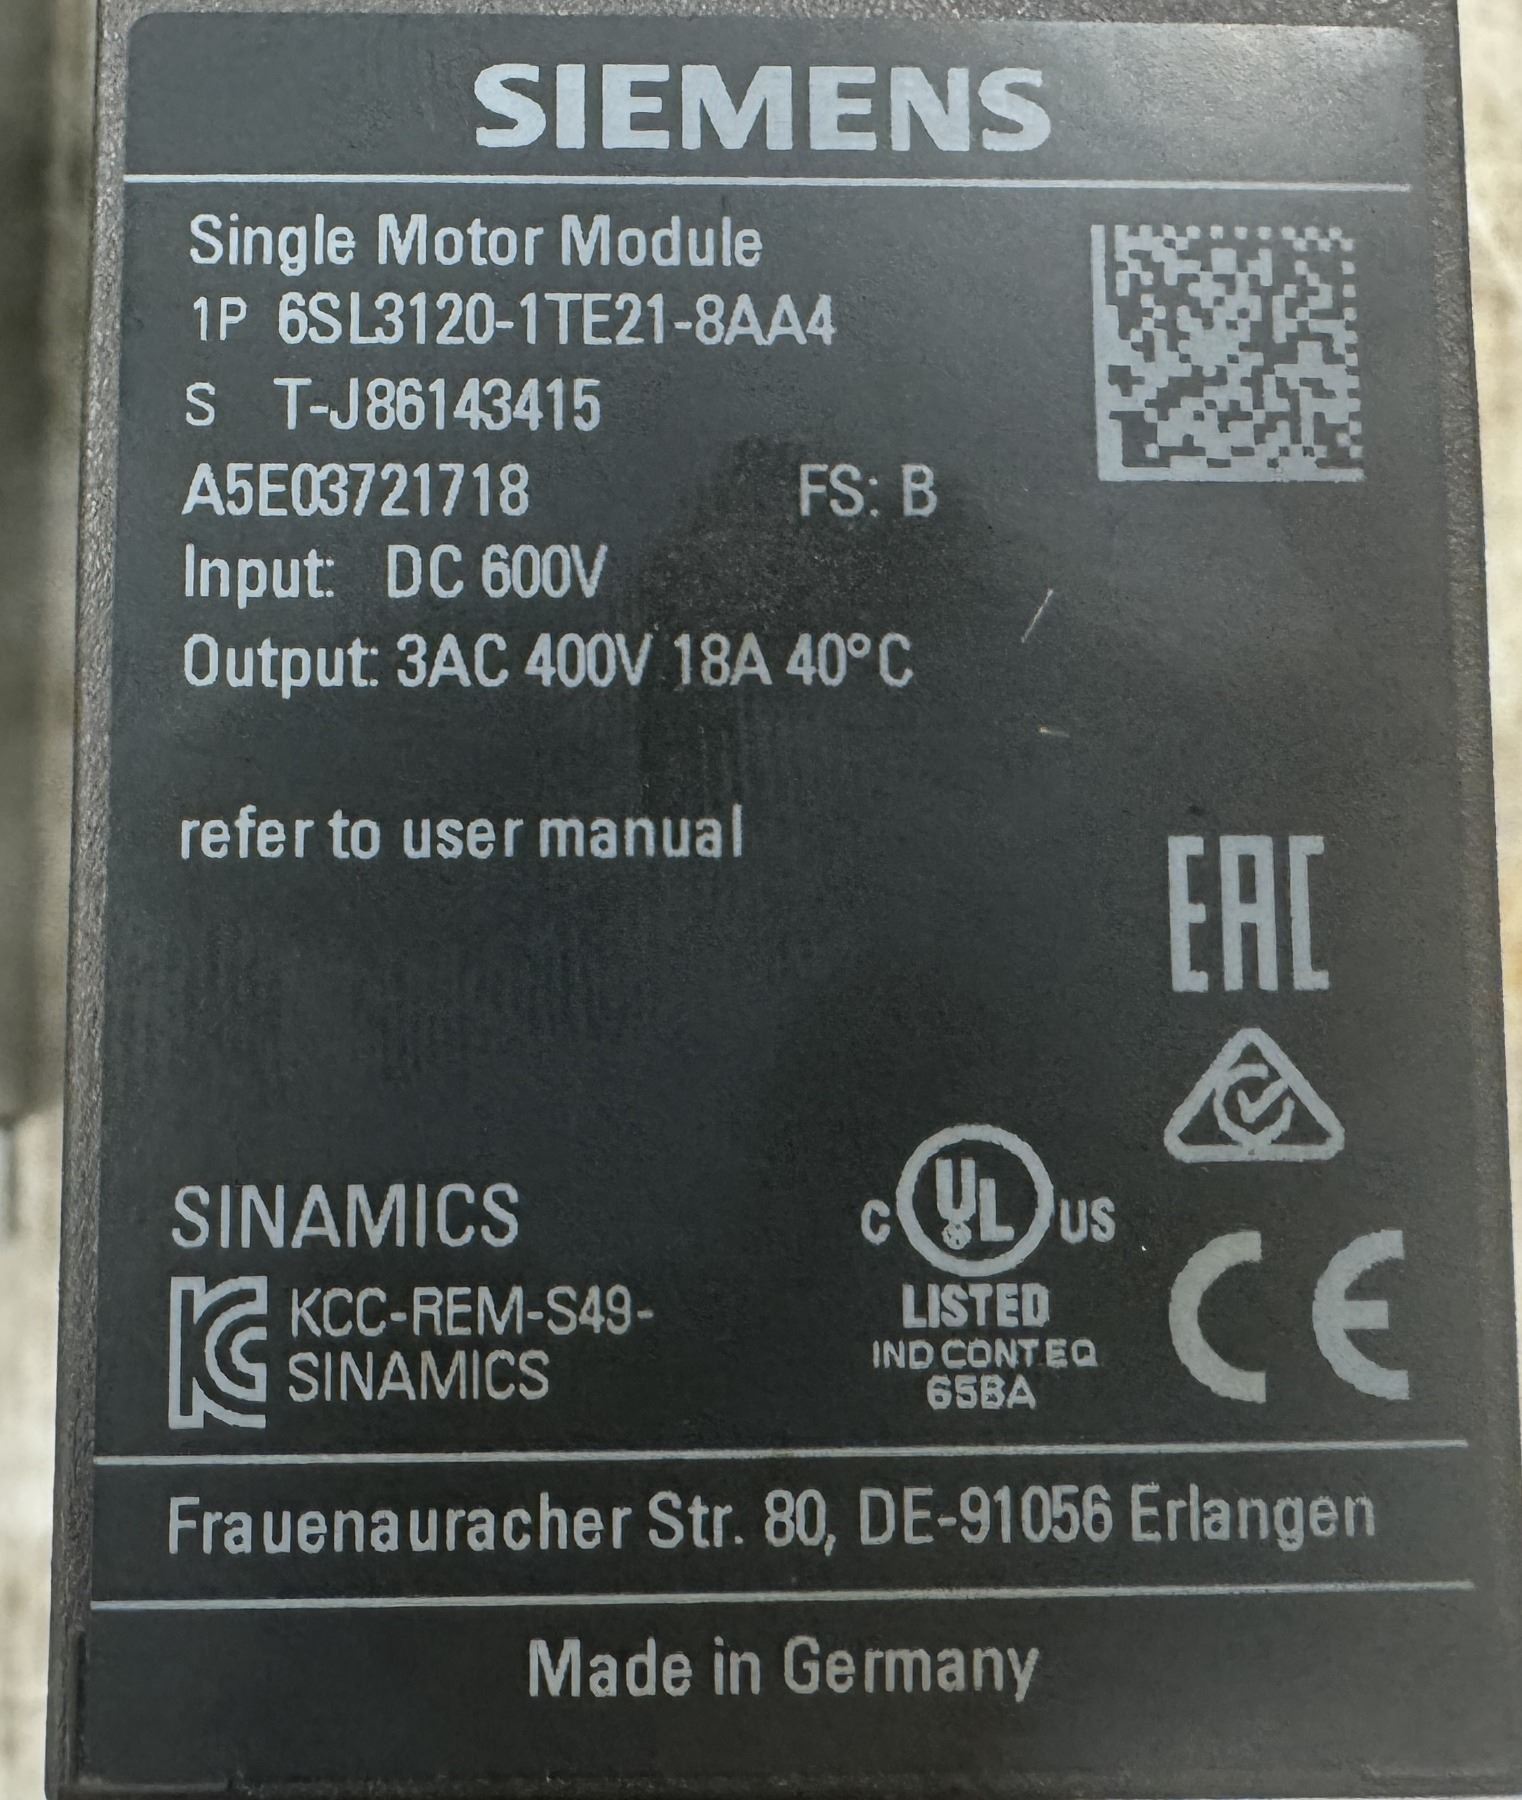 SIEMENS
Single Motor Module
1P 6SL3120-1TE21-8AA4
S T-J86143415
A5E03721718 FS: B
Input: DC 600V
Output: 3AC 400V 18A 40°C
refer to user manual
EAC
SINAMICS
C UL US
LISTED
IND CONT EQ
65BA
CE
KC KCC-REM-S49-
SINAMICS
Frauenauracher Str. 80, DE-91056 Erlangen
Made in Germany